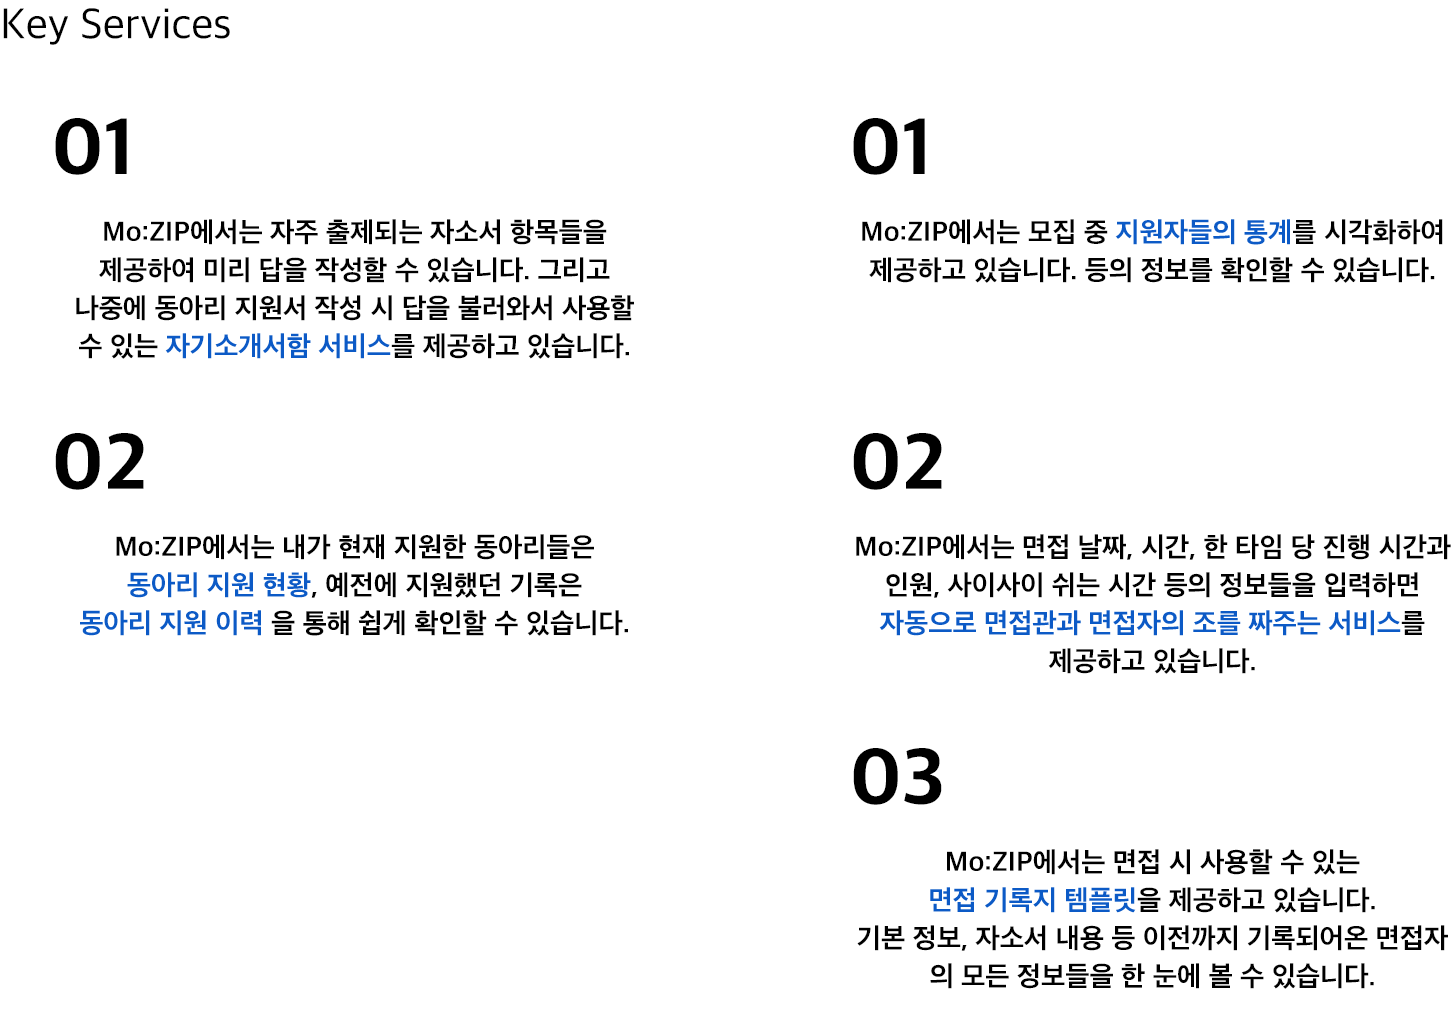 Key Services
01
Mo:ZIP에서는 자주 출제되는 자소서 항목들을
제공하여 미리 답을 작성할 수 있습니다. 그리고
나중에 동아리 지원서 작성 시 답을 불러와서 사용할
수 있는 자기소개서함 서비스를 제공하고 있습니다.
02
Mo:ZIP에서는 내가 현재 지원한 동아리들은
동아리 지원 현황, 예전에 지원했던 기록은
동아리 지원 이력 을 통해 쉽게 확인할 수 있습니다.
01
Mo:ZIP에서는 모집 중 지원자들의 통계를 시각화하여
제공하고 있습니다. 등의 정보를 확인할 수 있습니다.
02
Mo:ZIP에서는 면접 날짜, 시간, 한 타임 당 진행 시간과
인원, 사이사이 쉬는 시간 등의 정보들을 입력하면
자동으로 면접관과 면접자의 조를 짜주는 서비스를
제공하고 있습니다.
03
Mo:ZIP에서는 면접 시 사용할 수 있는
면접 기록지 템플릿을 제공하고 있습니다.
기본 정보, 자소서 내용 등 이전까지 기록되어온 면접자
의 모든 정보들을 한 눈에 볼 수 있습니다.